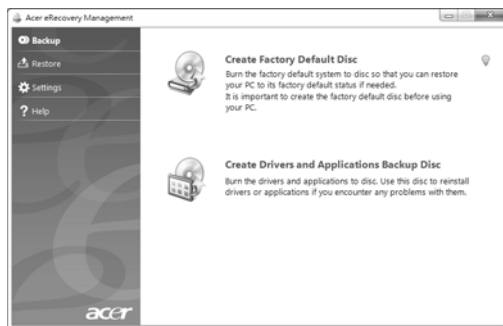 Acer eRecovery Management
Backup
Restore
Settings
Help
Create Factory Default Disc
Burn the factory default system to disc so that you can restore
your PC to its factory default status if needed.
It is important to create the factory default disc before using
your PC.
Create Drivers and Applications Backup Disc
Burn the drivers and applications to disc. Use this disc to reinstall
drivers or applications if you encounter any problems with them.
acer